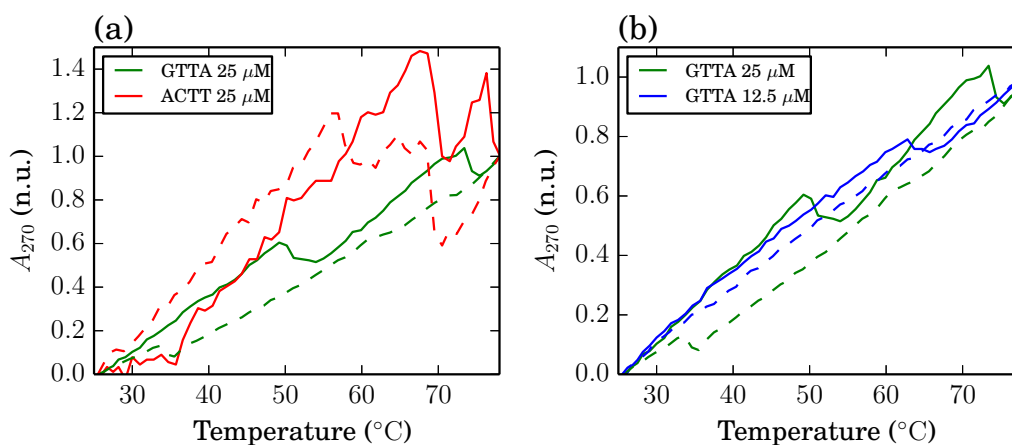 (a)
GTTA 25 μM
ACTT 25 μM
1.4
1.2
1.0
0.8
0.6
0.4
0.2
0.0
A₂₇₀ (n.u.)
30 40 50 60 70
Temperature (°C)
(b)
GTTA 25 μM
GTTA 12.5 μM
1.0
0.8
0.6
0.4
0.2
0.0
A₂₇₀ (n.u.)
30 40 50 60 70
Temperature (°C)